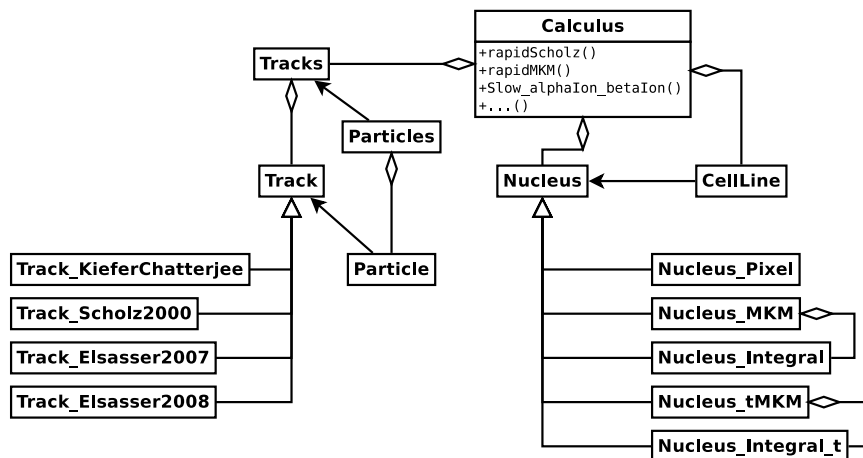 Calculus
+rapidScholz()
+rapidMKM()
+Slow_alphaIon_betaIon()
+...()
Tracks
Particles
Track
Nucleus
CellLine
Particle
Track_KieferChatterjee
Track_Scholz2000
Track_Elsasser2007
Track_Elsasser2008
Nucleus_Pixel
Nucleus_MKM
Nucleus_Integral
Nucleus_tMKM
Nucleus_Integral_t